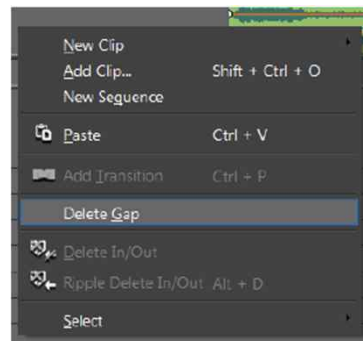 New Clip
Add Clip... Shift + Ctrl + O
New Sequence
Paste Ctrl + V
Add Transition Ctrl + P
Delete Gap
Delete In/Out
Ripple Delete In/Out Alt + D
Select